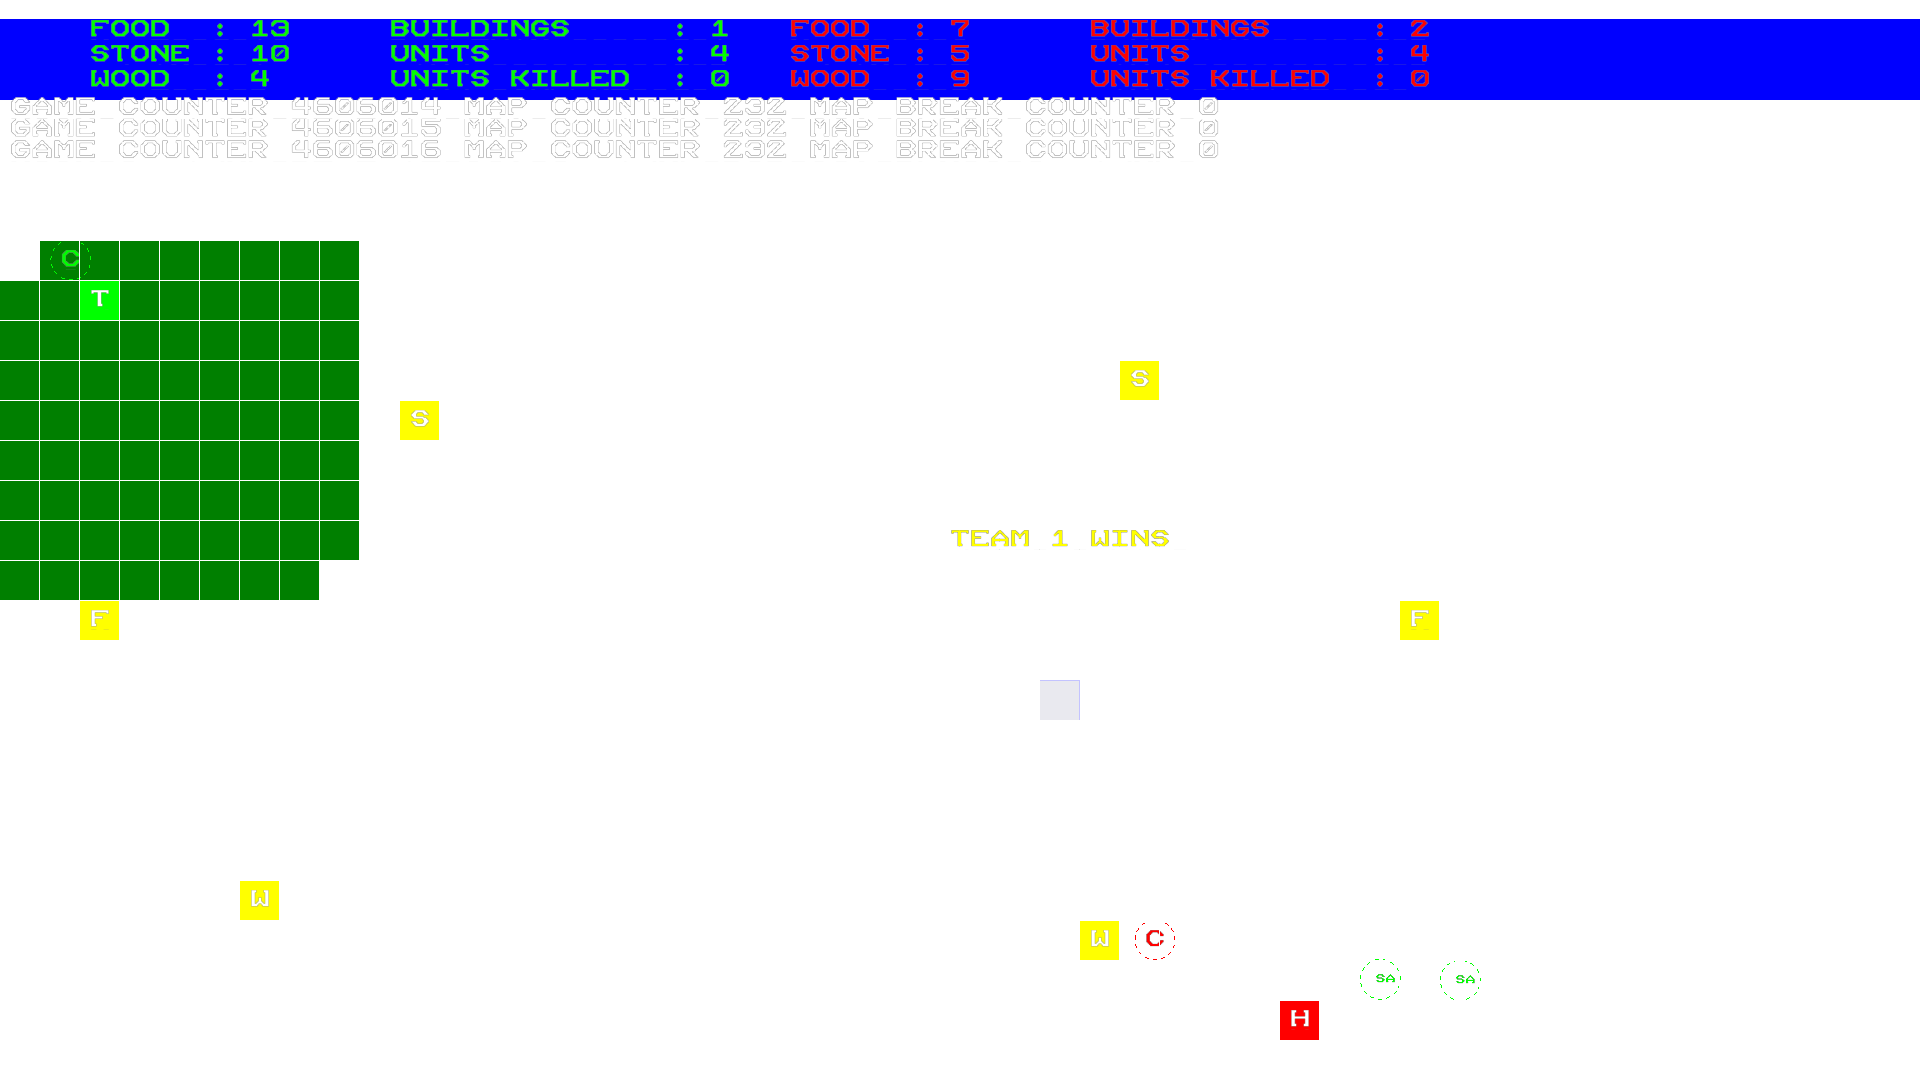 FOOD : 13 BUILDINGS : 1 FOOD : 7 BUILDINGS : 2
STONE : 10 UNITS : 4 STONE : 5 UNITS : 4
WOOD : 4 UNITS KILLED : 0 WOOD : 9 UNITS KILLED : 0
GAME COUNTER 4606014 MAP COUNTER 232 MAP BREAK COUNTER 0
GAME COUNTER 4606015 MAP COUNTER 232 MAP BREAK COUNTER 0
GAME COUNTER 4606016 MAP COUNTER 232 MAP BREAK COUNTER 0
C
T
S
S
TEAM 1 WINS
F
F
W
W
C
SA
SA
H